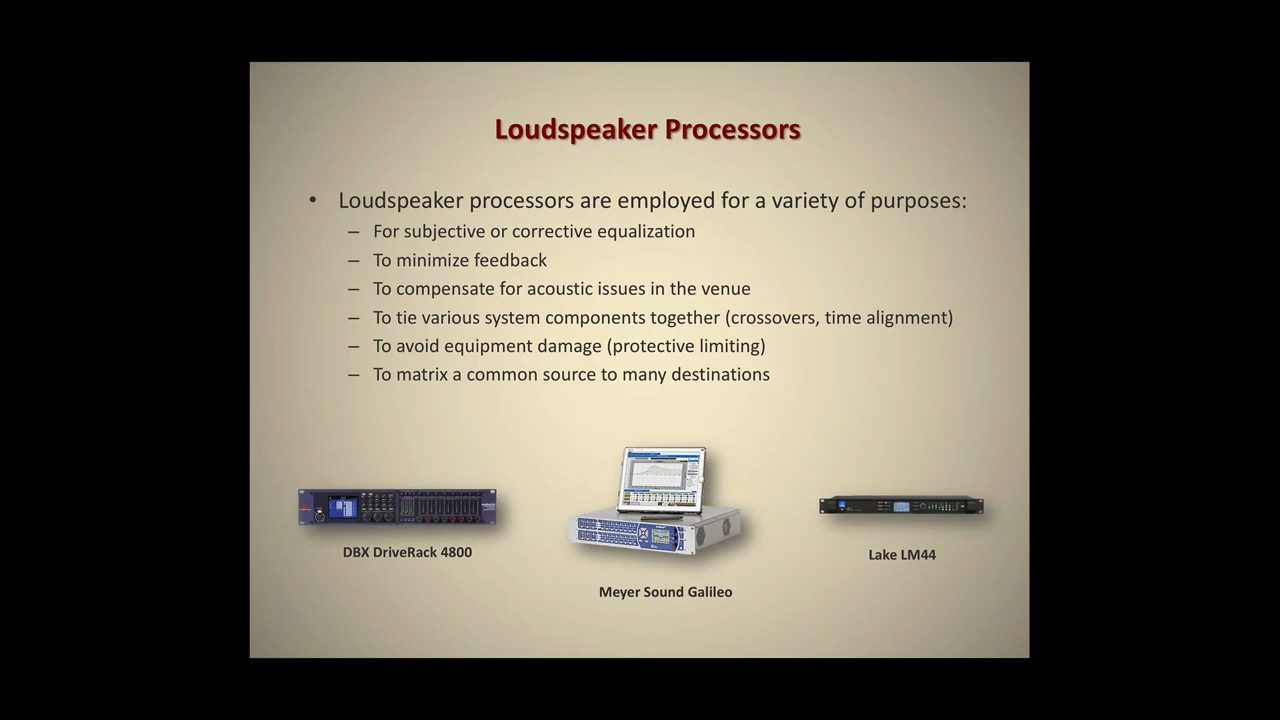 Loudspeaker Processors
• Loudspeaker processors are employed for a variety of purposes:
– For subjective or corrective equalization
– To minimize feedback
– To compensate for acoustic issues in the venue
– To tie various system components together (crossovers, time alignment)
– To avoid equipment damage (protective limiting)
– To matrix a common source to many destinations
DBX DriveRack 4800
Meyer Sound Galileo
Lake LM44